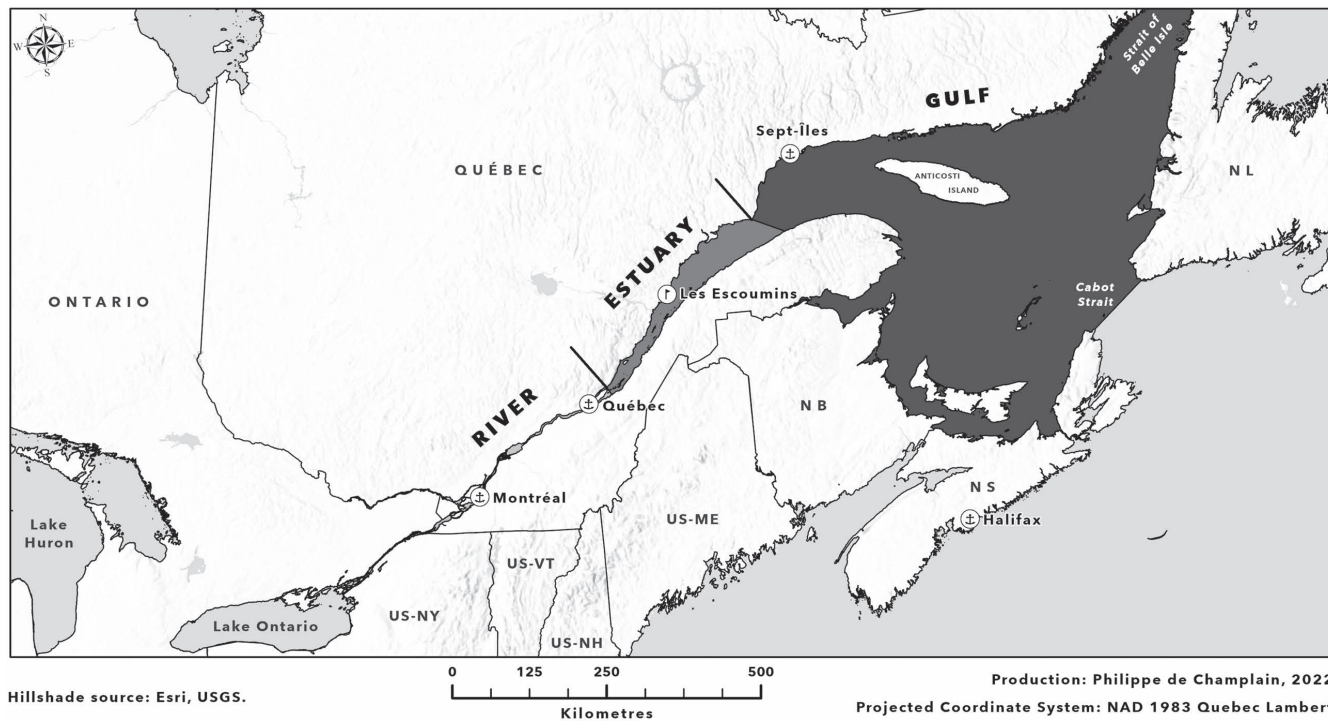 N
W E
S
Strait of
Belle Isle
GULF
Sept-Îles
QUÉBEC
ANTICOSTI
ISLAND
NL
ESTUARY
Les Escoumins
ONTARIO
Cabot
Strait
RIVER
Québec
NB
Montréal
NS
Halifax
Lake
Huron
US-ME
US-VT
US-NY
Lake Ontario
US-NH
0 125 250 500
Kilometres
Hillshade source: Esri, USGS.
Production: Philippe de Champlain, 2022
Projected Coordinate System: NAD 1983 Quebec Lambert